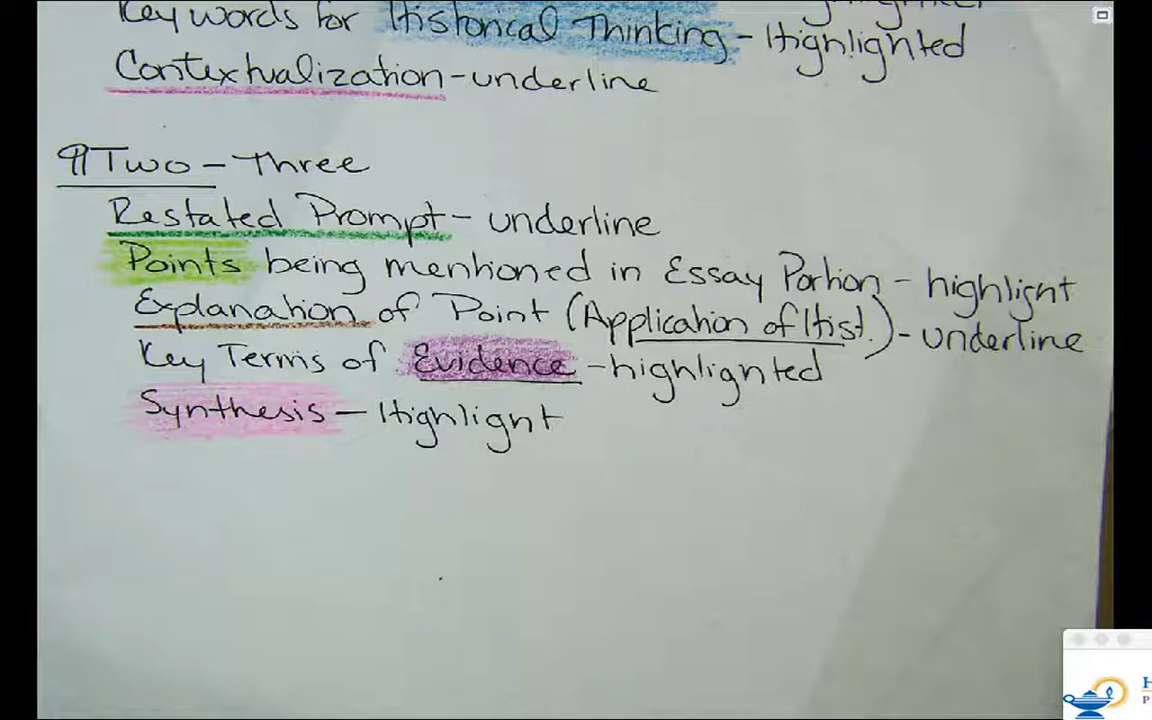 Key words for Historical Thinking - Highlighted
Contextualization - underline
¶ Two - Three
Restated Prompt - underline
Points being mentioned in Essay Portion - highlight
Explanation of Point (Application of Hist.) - underline
Key Terms of Evidence - highlighted
Synthesis - Highlight
H
P